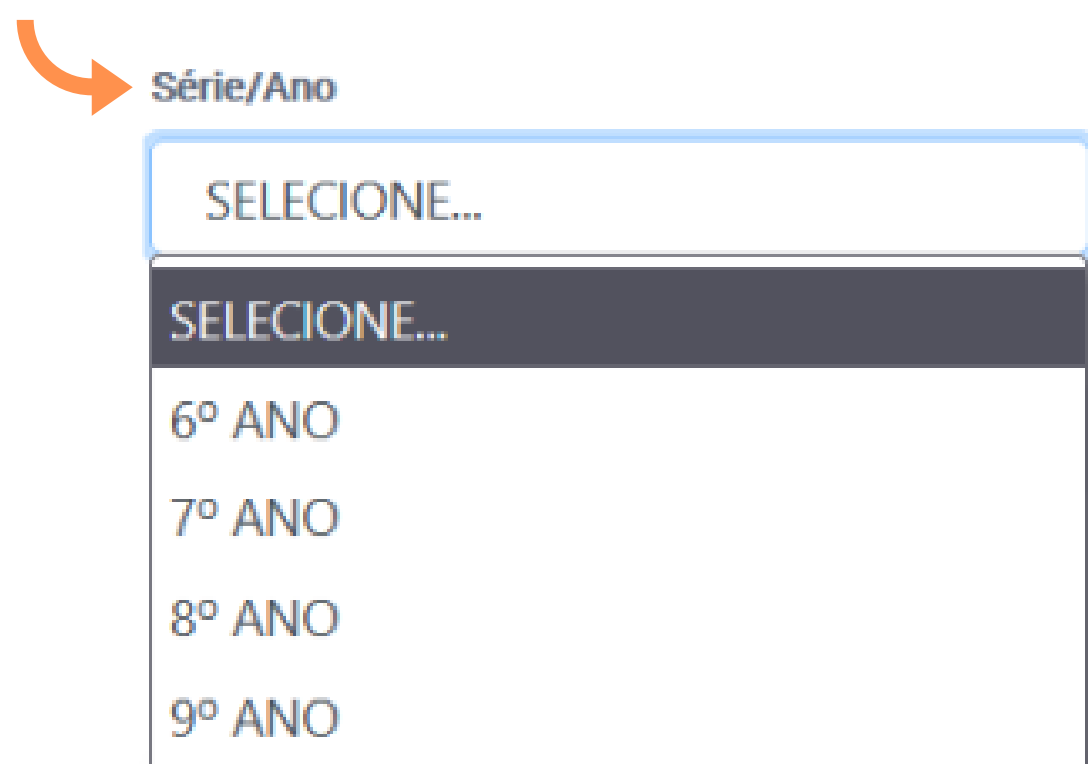 Série/Ano
SELECIONE...
SELECIONE...
6º ANO
7º ANO
8º ANO
9º ANO